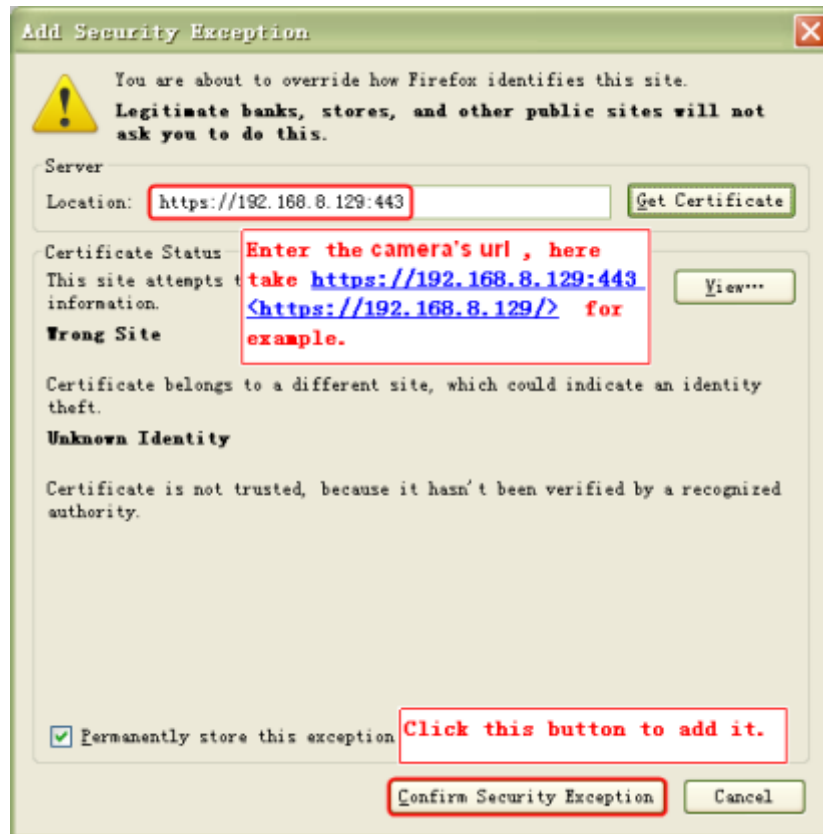 Add Security Exception
You are about to override how Firefox identifies this site.
Legitimate banks, stores, and other public sites will not
ask you to do this.
Server
Location:
https://192.168.8.129:443
Get Certificate
Certificate Status
This site attempts t
information.
View...
Enter the camera's url , here
take https://192.168.8.129:443
<https://192.168.8.129/> for
example.
Wrong Site
Certificate belongs to a different site, which could indicate an identity
theft.
Unknown Identity
Certificate is not trusted, because it hasn't been verified by a recognized
authority.
Permanently store this exception
Click this button to add it.
Confirm Security Exception
Cancel